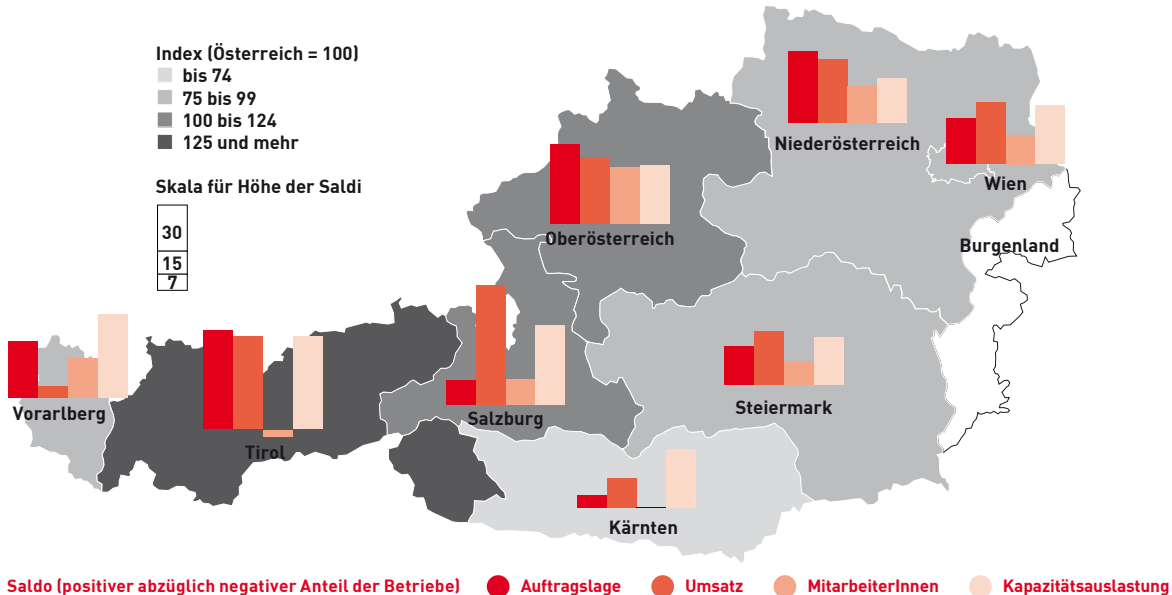 Index (Österreich = 100)
bis 74
75 bis 99
100 bis 124
125 und mehr
Skala für Höhe der Saldi
30
15
7
Niederösterreich
Wien
Oberösterreich
Burgenland
Vorarlberg
Tirol
Salzburg
Steiermark
Kärnten
Saldo (positiver abzüglich negativer Anteil der Betriebe) Auftragslage Umsatz MitarbeiterInnen Kapazitätsauslastung